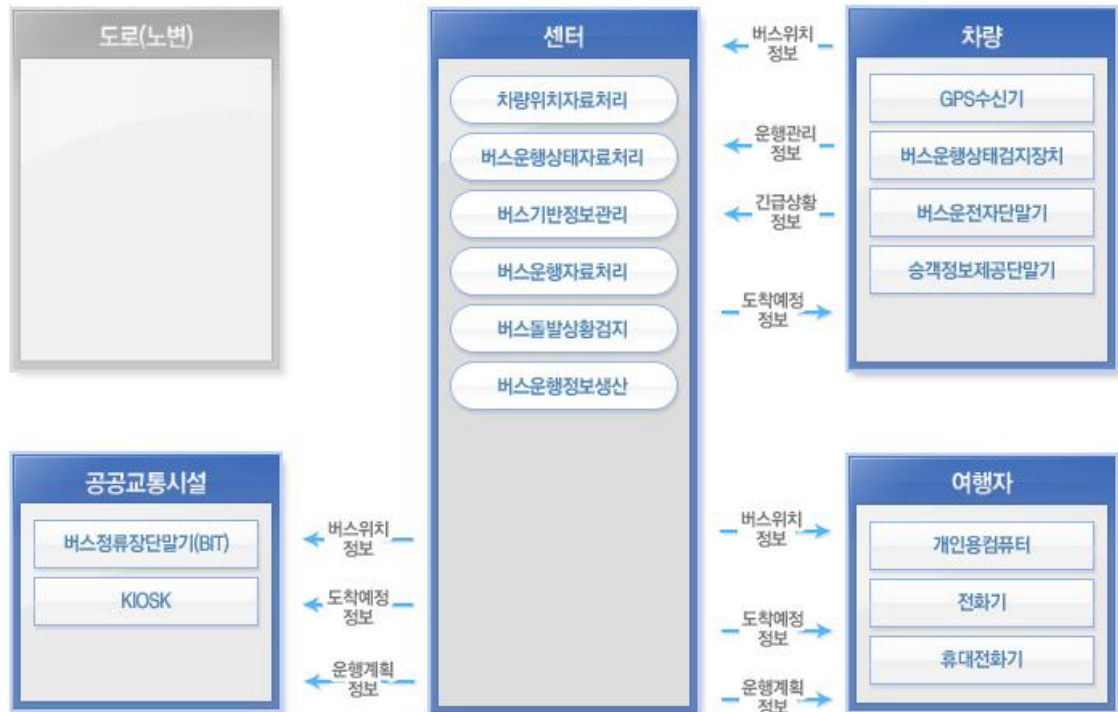 도로(노변)
센터
차량위치자료처리
버스운행상태자료처리
버스기반정보관리
버스운행자료처리
버스돌발상황검지
버스운행정보생산
버스위치
정보
운행관리
정보
긴급상황
정보
도착예정
정보
차량
GPS수신기
버스운행상태검지장치
버스운전자단말기
승객정보제공단말기
공공교통시설
버스정류장단말기(BIT)
KIOSK
버스위치
정보
도착예정
정보
운행계획
정보
버스위치
정보
도착예정
정보
운행계획
정보
여행자
개인용컴퓨터
전화기
휴대전화기